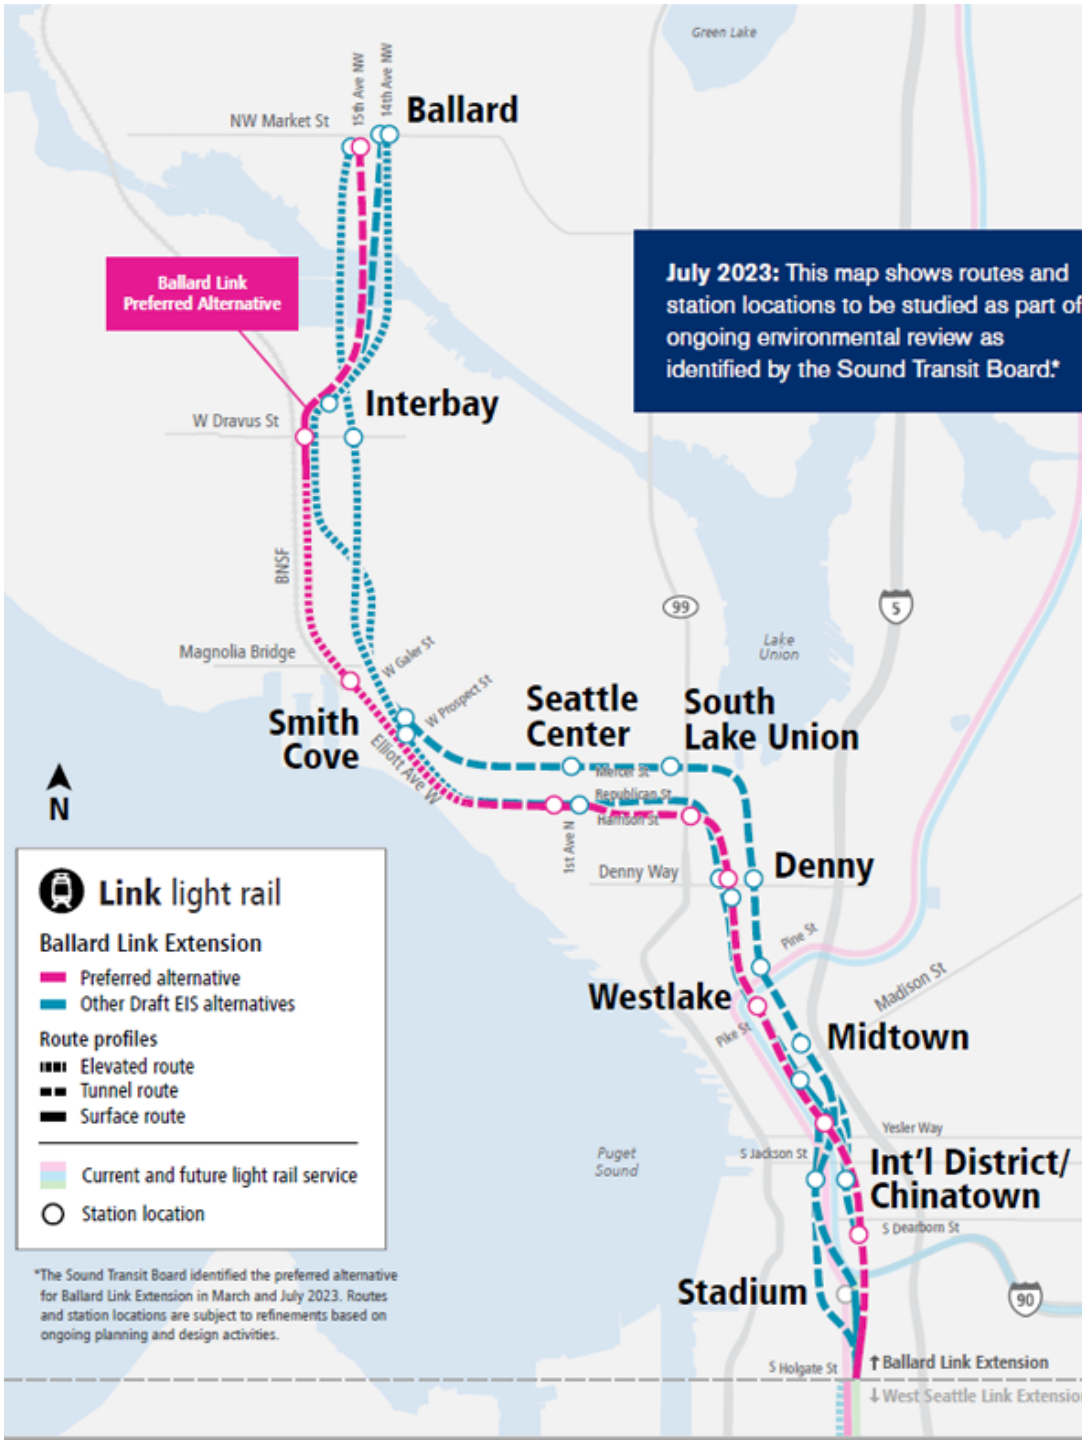 Green Lake
15th Ave NW
14th Ave NW
Ballard
NW Market St
Ballard Link
Preferred Alternative
July 2023: This map shows routes and
station locations to be studied as part of
ongoing environmental review as
identified by the Sound Transit Board.*
Interbay
W Dravus St
BNSF
99
5
Lake
Union
Magnolia Bridge
W Galer St
W Prospect St
Smith
Cove
Elliott Ave W
Seattle
Center
South
Lake Union
Mercer St
Republican St
Harrison St
1st Ave N
Denny Way
Denny
N
Pine St
Westlake
Madison St
Pike St
Midtown
Yesler Way
Puget
Sound
S Jackson St
Int'l District/
Chinatown
S Dearborn St
Stadium
90
S Holgate St
↑Ballard Link Extension
↓West Seattle Link Extension
Link light rail
Ballard Link Extension
Preferred alternative
Other Draft EIS alternatives
Route profiles
Elevated route
Tunnel route
Surface route
Current and future light rail service
Station location
*The Sound Transit Board identified the preferred alternative
for Ballard Link Extension in March and July 2023. Routes
and station locations are subject to refinements based on
ongoing planning and design activities.